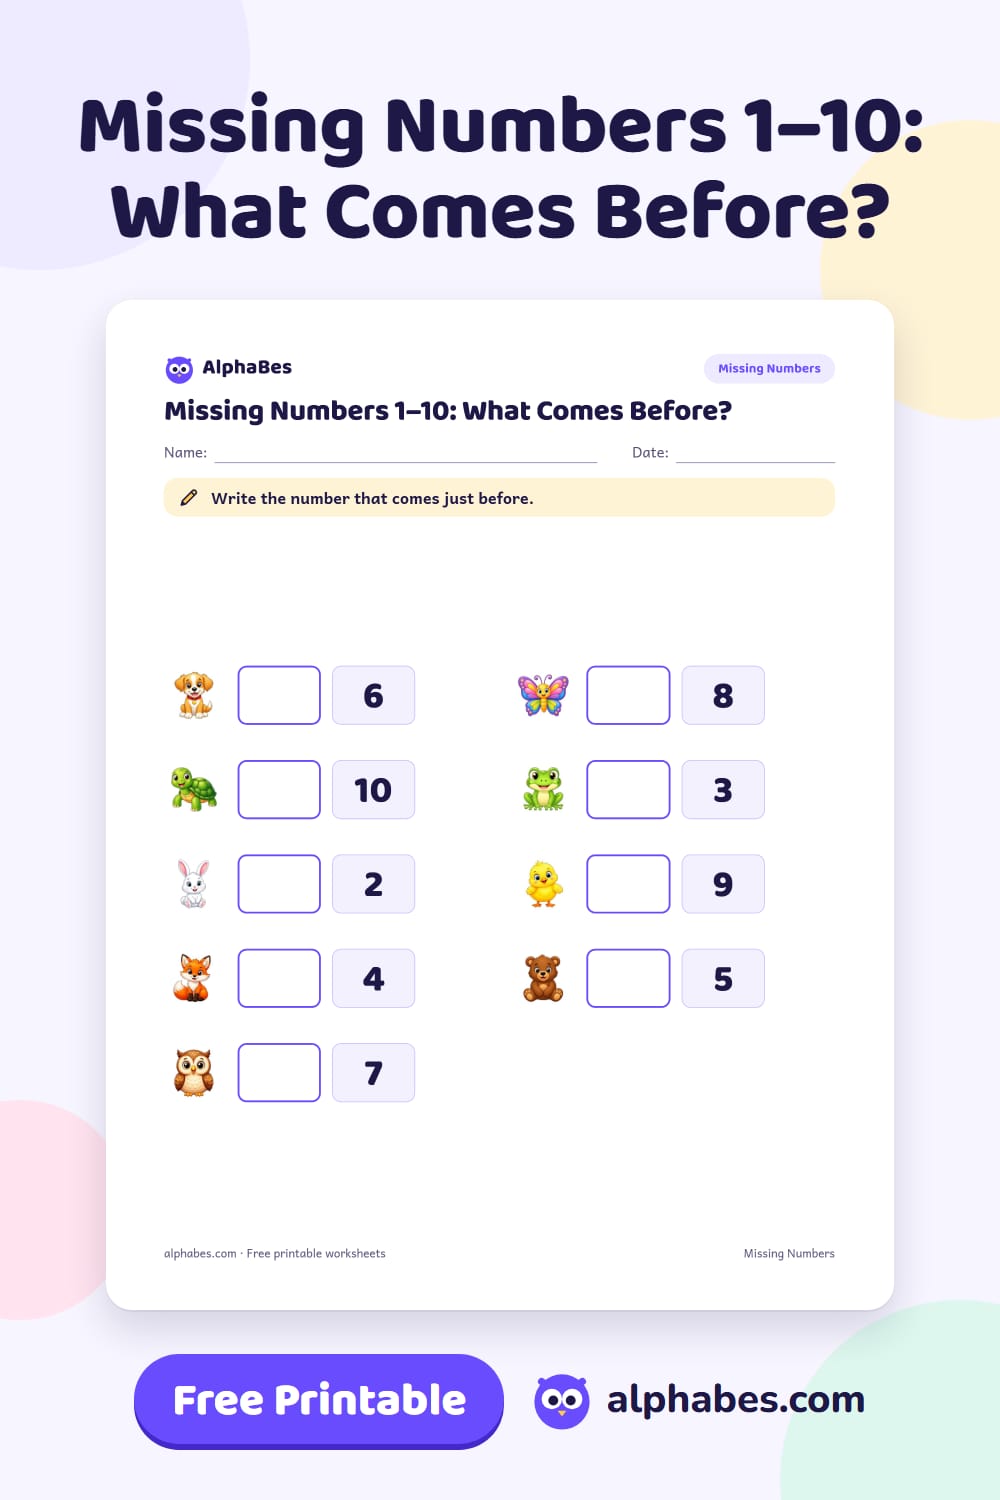 Missing Numbers 1–10:
What Comes Before?
AlphaBes
Missing Numbers
Missing Numbers 1–10: What Comes Before?
Name:
Date:
Write the number that comes just before.
6
8
10
3
2
9
4
5
7
alphabes.com · Free printable worksheets
Missing Numbers
Free Printable
alphabes.com